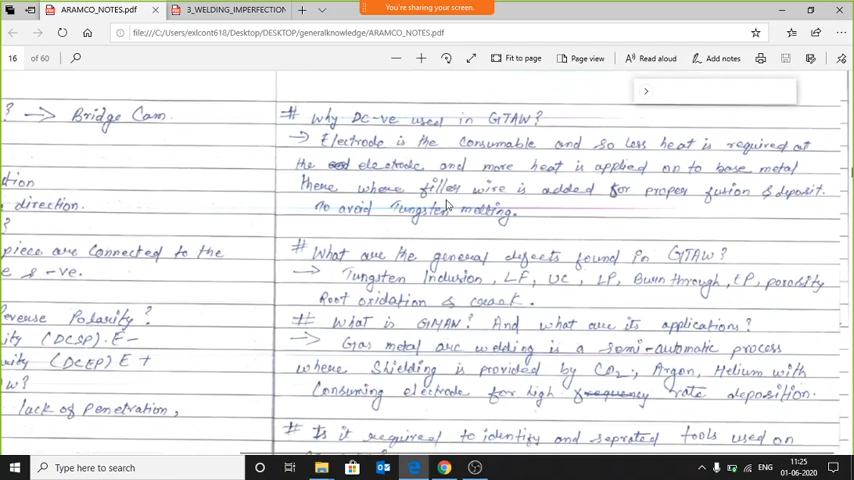 ARAMCO_NOTES.pdf
3_WELDING_IMPERFECTION
You're sharing your screen.
file:///C:/Users/exlcont618/Desktop/DESKTOP/generalknowledge/ARAMCO_NOTES.pdf
16 of 60
Fit to page
Page view
Read aloud
Add notes
? → Bridge Cam.
tion
direction.
?
piece are connected to the
e & -ve.
everse Polarity?
ity (DCSP). E-
uity (DCEP) E +
w?
lack of penetration,
# Why DC-ve used in GTAW?
→ Electrode is the consumable and so less heat is required at
the electrode and more heat is applied on to base metal
there where filler wire is added for proper fusion & deposit.
To avoid Tungsten melting.
# What are the general defects found in GTAW?
→ Tungsten Inclusion, LF, UC, LP, Burn through, EP, porosity
Root oxidation & crack.
# What is GMAW? And what are its applications?
→ Gas metal arc welding is a semi-automatic process
where shielding is provided by CO2, Argon, Helium with
Consuming electrode for high frequency rate deposition.
# Is it required to identify and seprated tools used on
Type here to search
ENG
11:25
01-06-2020